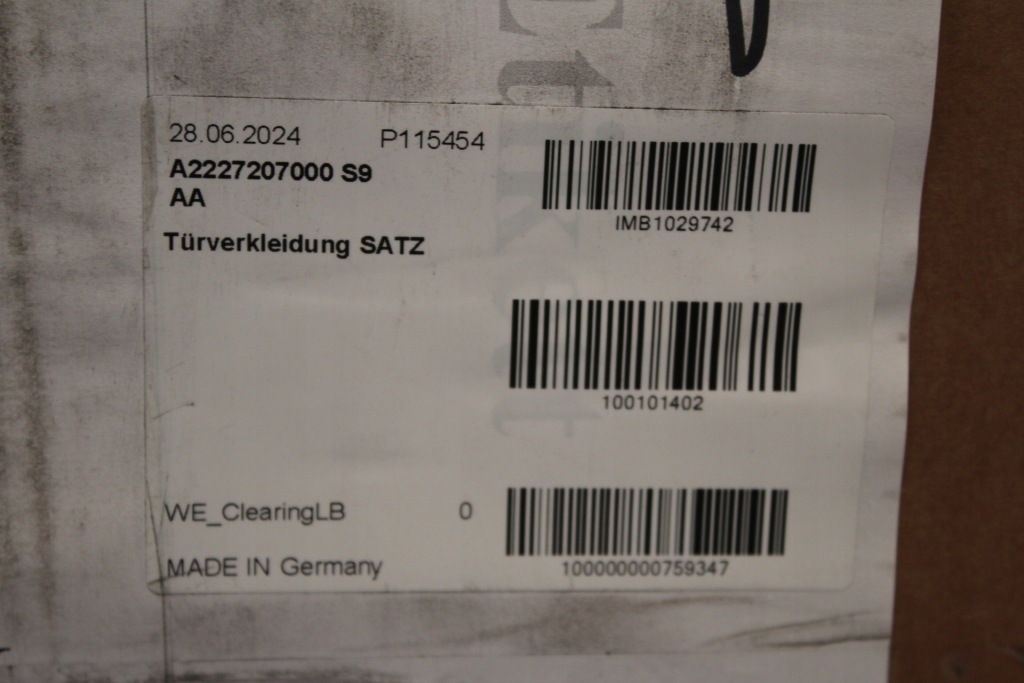 28.06.2024 P115454
A2227207000 S9
AA
IMB1029742
Türverkleidung SATZ
100101402
WE_ClearingLB 0
MADE IN Germany
100000000759347